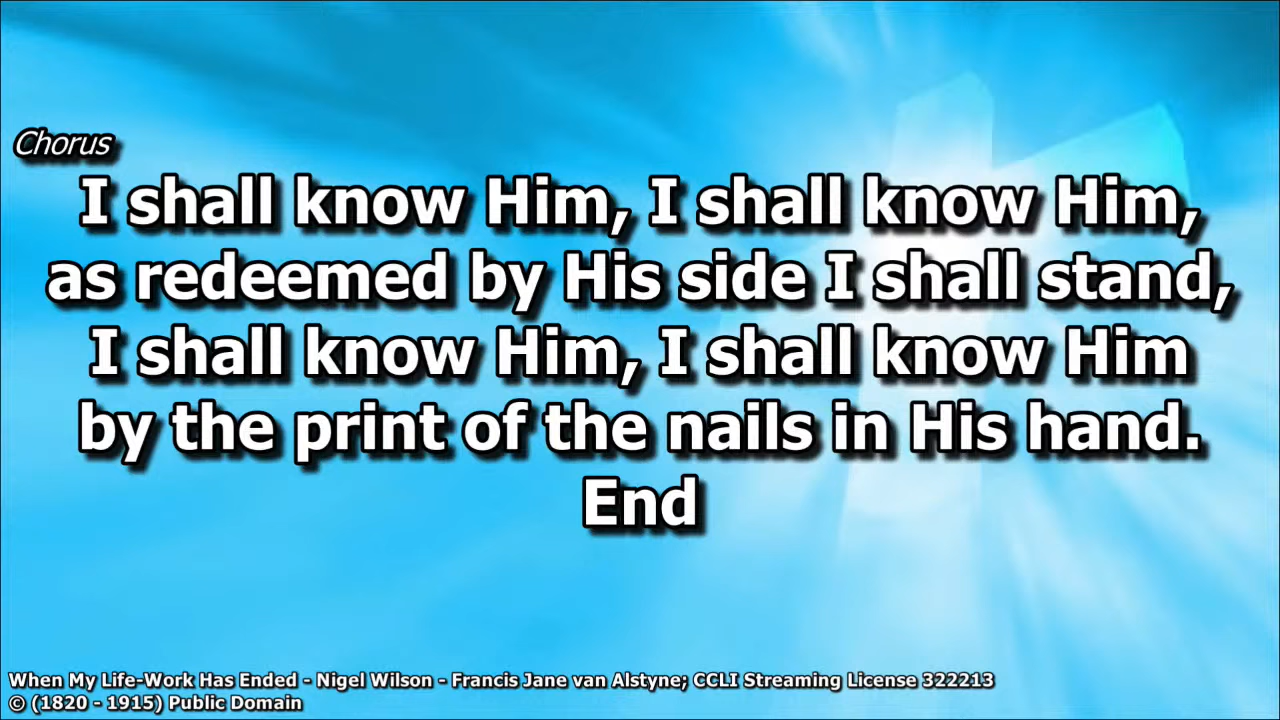 Chorus
I shall know Him, I shall know Him,
as redeemed by His side I shall stand,
I shall know Him, I shall know Him
by the print of the nails in His hand.
End
When My Life-Work Has Ended - Nigel Wilson - Francis Jane van Alstyne; CCLI Streaming License 322213
© (1820 - 1915) Public Domain